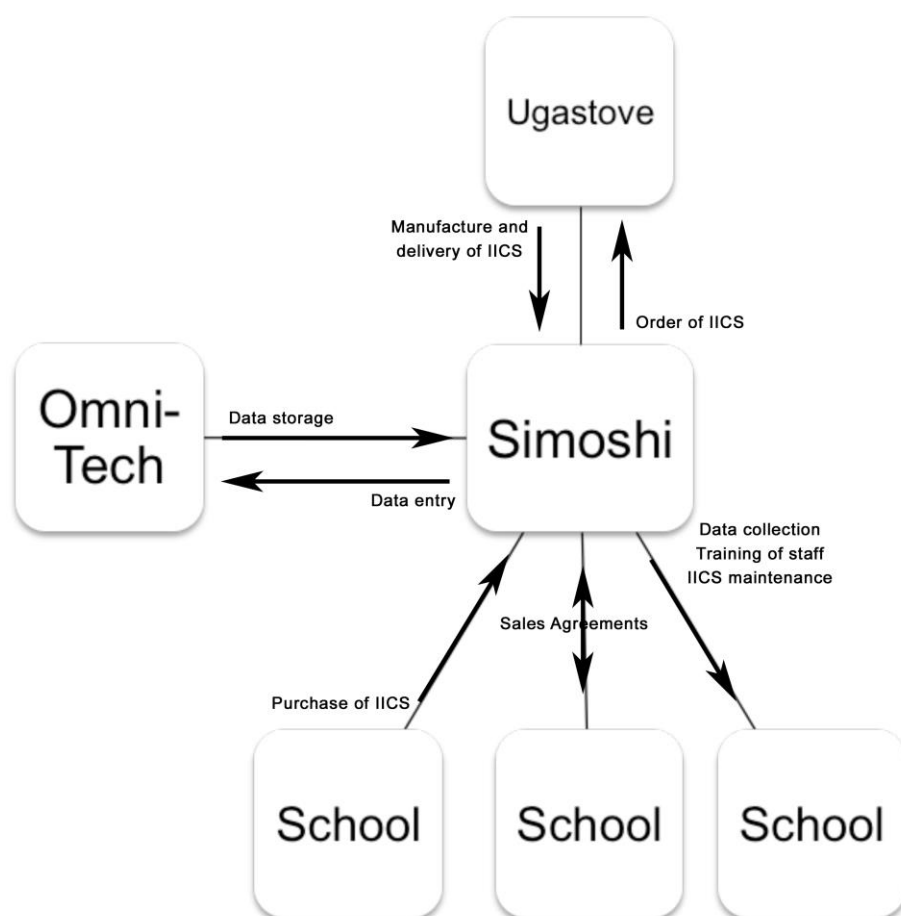 Ugastove
Manufacture and
delivery of IICS
Order of IICS
Omni-
Tech
Data storage
Simoshi
Data entry
Data collection
Training of staff
IICS maintenance
Sales Agreements
Purchase of IICS
School
School
School